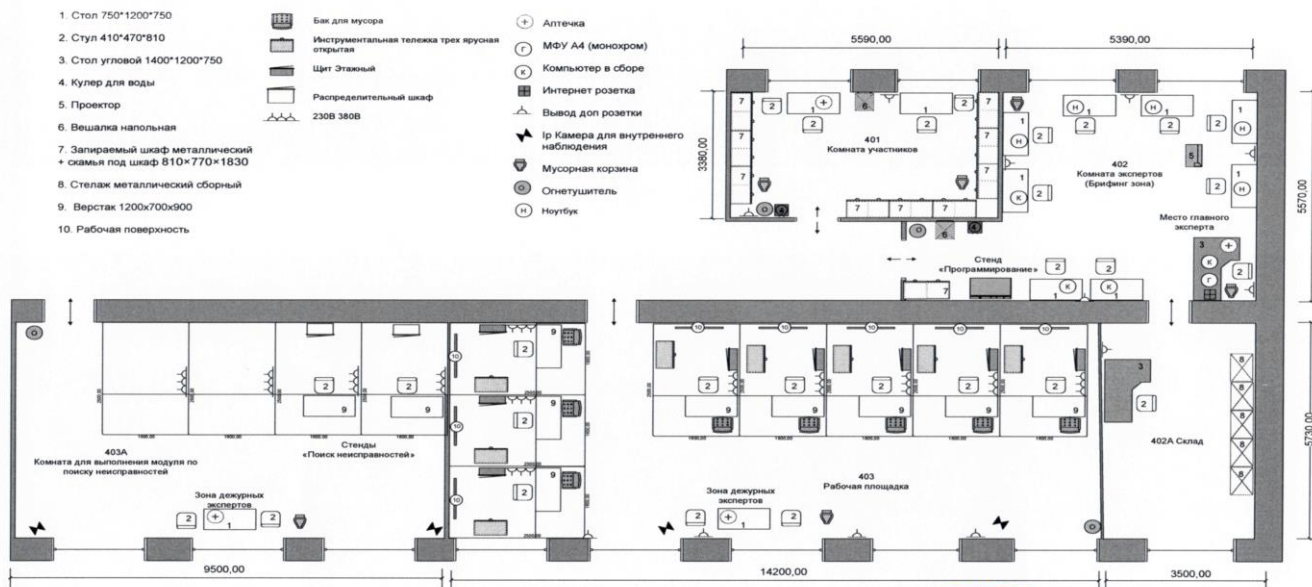 1. Стол 750*1200*750
2. Стул 410*470*810
3. Стол угловой 1400*1200*750
4. Кулер для воды
5. Проектор
6. Вешалка напольная
7. Запираемый шкаф металлический
+ скамья под шкаф 810×770×1830
8. Стелаж металлический сборный
9. Верстак 1200х700х900
10. Рабочая поверхность
Бак для мусора
Инструментальная тележка трех ярусная
открытая
Щит Этажный
Распределительный шкаф
230В 380В
Аптечка
Г МФУ А4 (монохром)
К Компьютер в сборе
Интернет розетка
Вывод доп розетки
Ip Камера для внутреннего
наблюдения
Мусорная корзина
Огнетушитель
Н Ноутбук
5590,00
5390,00
3380,00
5570,00
401
Комната участников
402
Комната экспертов
(Брифинг зона)
Место главного
эксперта
Стенд
«Программирование»
403А
Комната для выполнения модуля по
поиску неисправностей
Стенды
«Поиск неисправностей»
Зона дежурных
экспертов
403
Рабочая площадка
Зона дежурных
экспертов
402А Склад
5730,00
9500,00
14200,00
3500,00